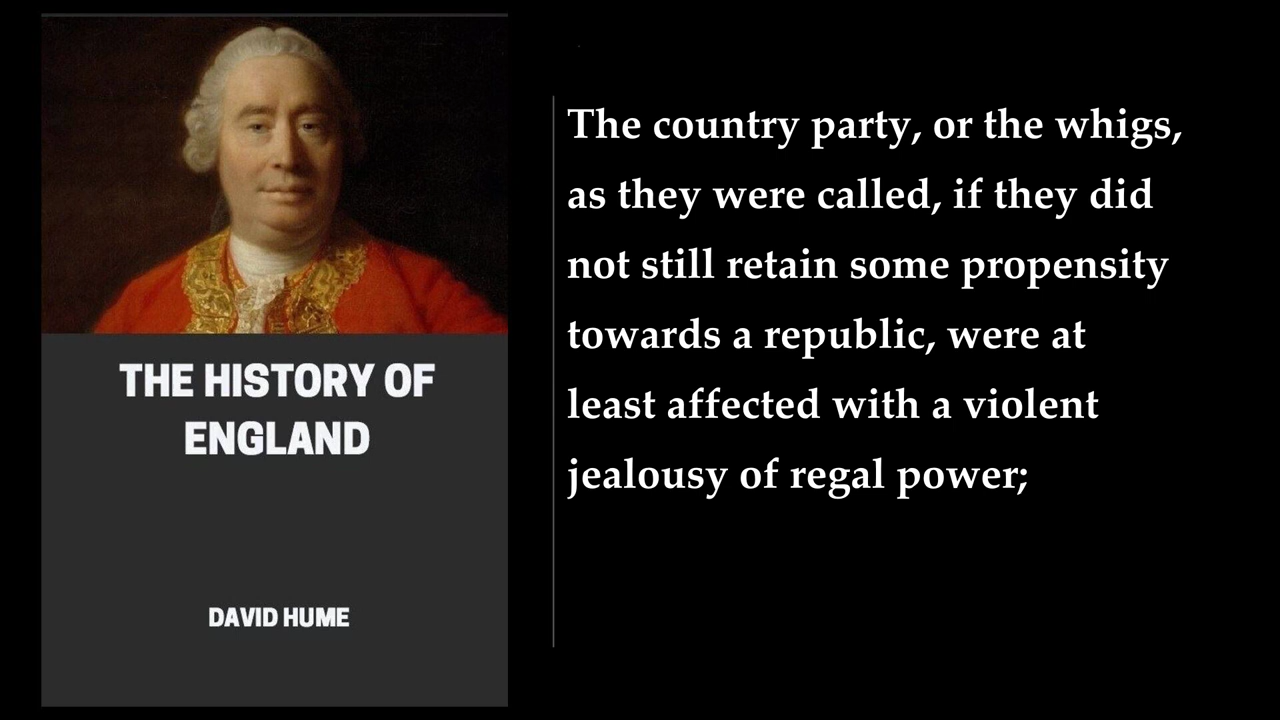 THE HISTORY OF
ENGLAND
DAVID HUME
The country party, or the whigs,
as they were called, if they did
not still retain some propensity
towards a republic, were at
least affected with a violent
jealousy of regal power;